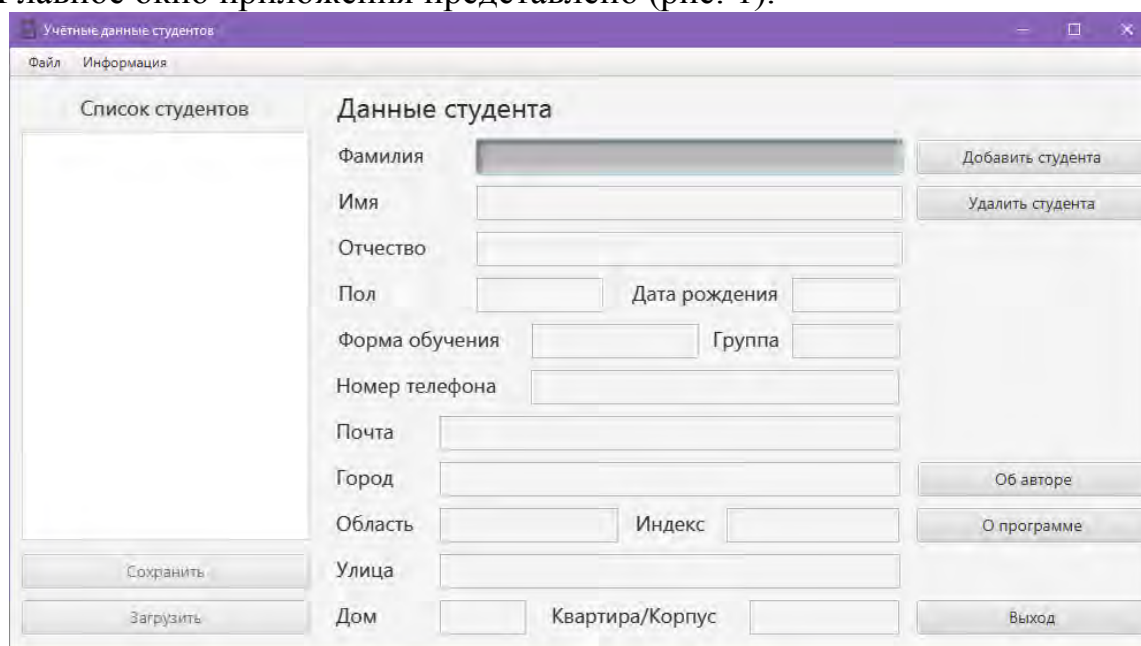 Главное окно приложения представлено (рис. 1).
Учётные данные студентов
Файл Информация
Список студентов
Данные студента
Фамилия
Добавить студента
Имя
Удалить студента
Отчество
Пол
Дата рождения
Форма обучения
Группа
Номер телефона
Почта
Город
Об авторе
Область
Индекс
О программе
Сохранить
Улица
Загрузить
Дом
Квартира/Корпус
Выход